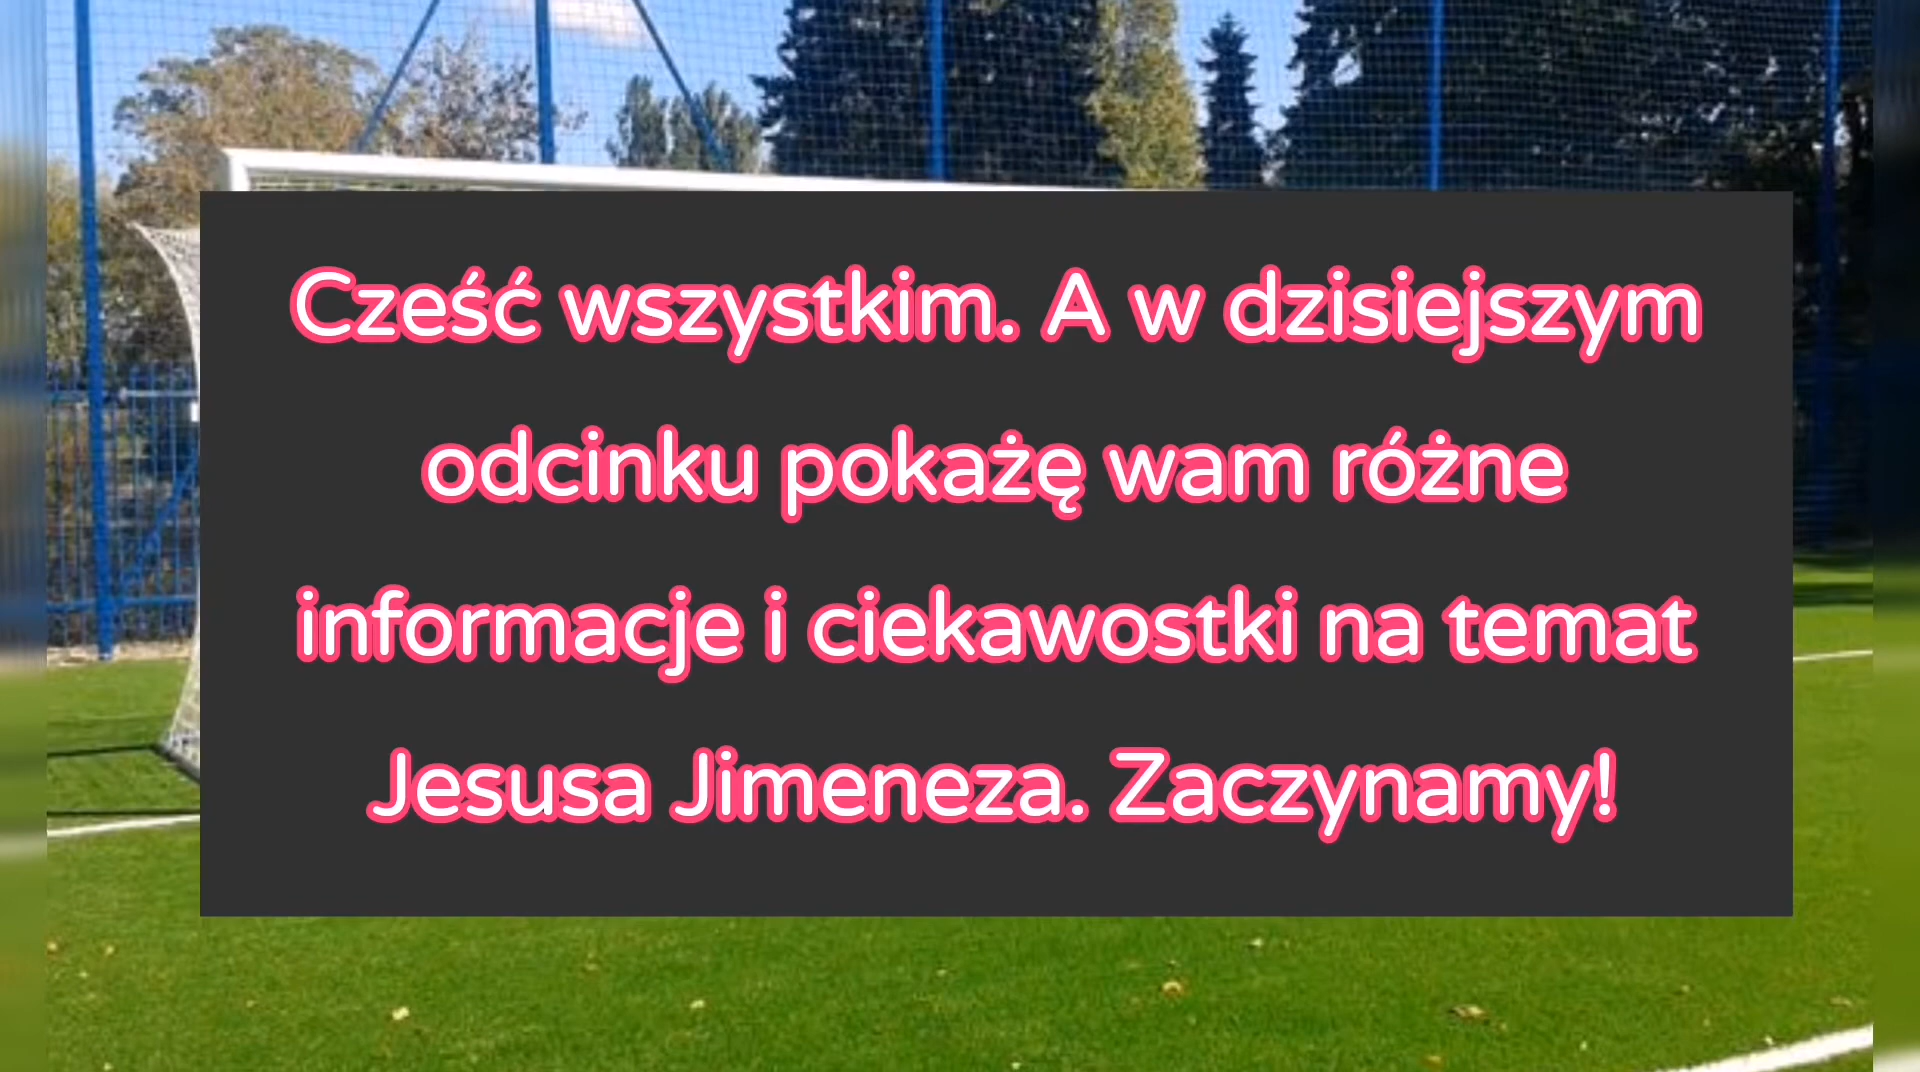 Cześć wszystkim. A w dzisiejszym
odcinku pokażę wam różne
informacje i ciekawostki na temat
Jesusa Jimeneza. Zaczynamy!